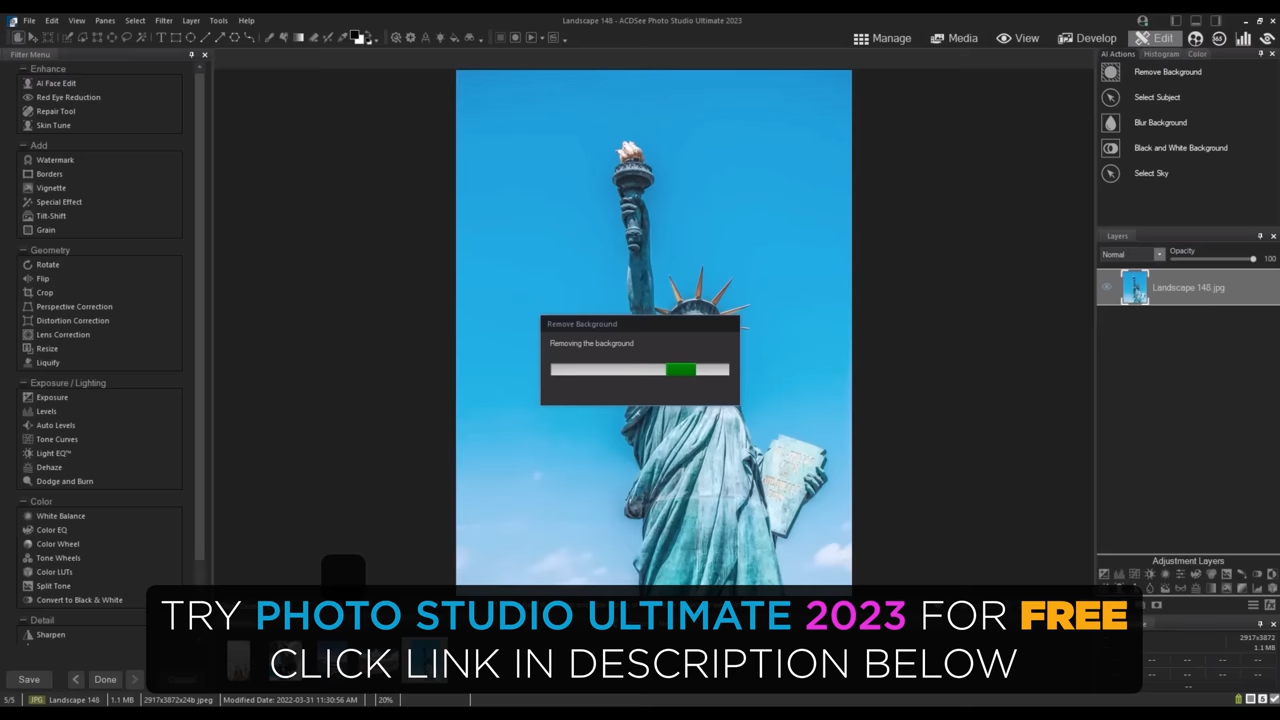 File Edit View Panes Select Filter Layer Tools Help
Landscape 148 - ACDSee Photo Studio Ultimate 2023
Manage Media View Develop Edit 365
Filter Menu
Enhance
AI Face Edit
Red Eye Reduction
Repair Tool
Skin Tune
Add
Watermark
Borders
Vignette
Special Effect
Tilt-Shift
Grain
Geometry
Rotate
Flip
Crop
Perspective Correction
Distortion Correction
Lens Correction
Resize
Liquify
Exposure / Lighting
Exposure
Levels
Auto Levels
Tone Curves
Light EQ™
Dehaze
Dodge and Burn
Color
White Balance
Color EQ
Color Wheel
Tone Wheels
Color LUTs
Split Tone
Convert to Black & White
Detail
Sharpen
Save
Done
Remove Background
Removing the background
AI Actions Histogram Color
Remove Background
Select Subject
Blur Background
Black and White Background
Select Sky
Layers
Normal
Opacity
100
Landscape 148.jpg
Adjustment Layers
2917x3872
1.1 MB
TRY PHOTO STUDIO ULTIMATE 2023 FOR FREE
CLICK LINK IN DESCRIPTION BELOW
5/5 JPG Landscape 148 1.1 MB 2917x3872x24b jpeg Modified Date: 2022-03-31 11:30:56 AM 20%